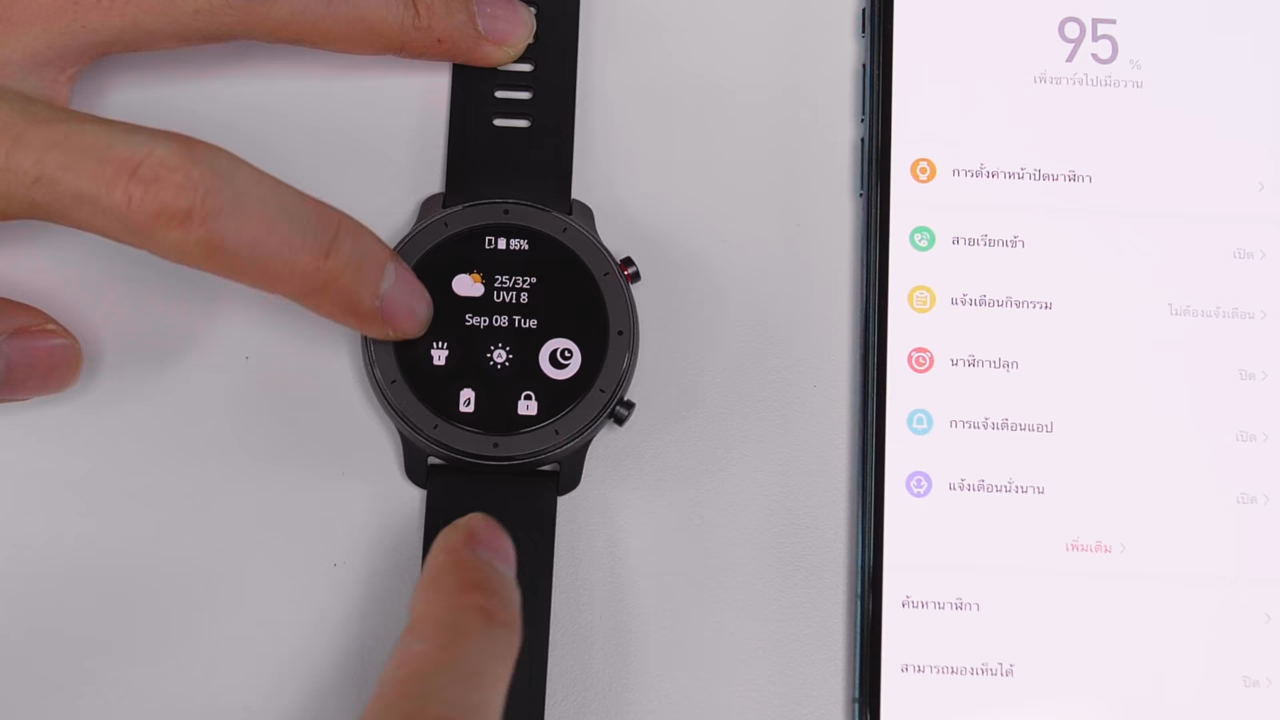 95%
25/32°
UVI 8
Sep 08 Tue
A
95
%
เพิ่งชาร์จไปเมื่อวาน
การตั้งค่าหน้าปัดนาฬิกา
สายเรียกเข้า
เปิด
แจ้งเตือนกิจกรรม
ไม่ต้องแจ้งเตือน
นาฬิกาปลุก
ปิด
การแจ้งเตือนแอป
เปิด
แจ้งเตือนนั่งนาน
เปิด
เพิ่มเติม
ค้นหานาฬิกา
สามารถมองเห็นได้
ปิด